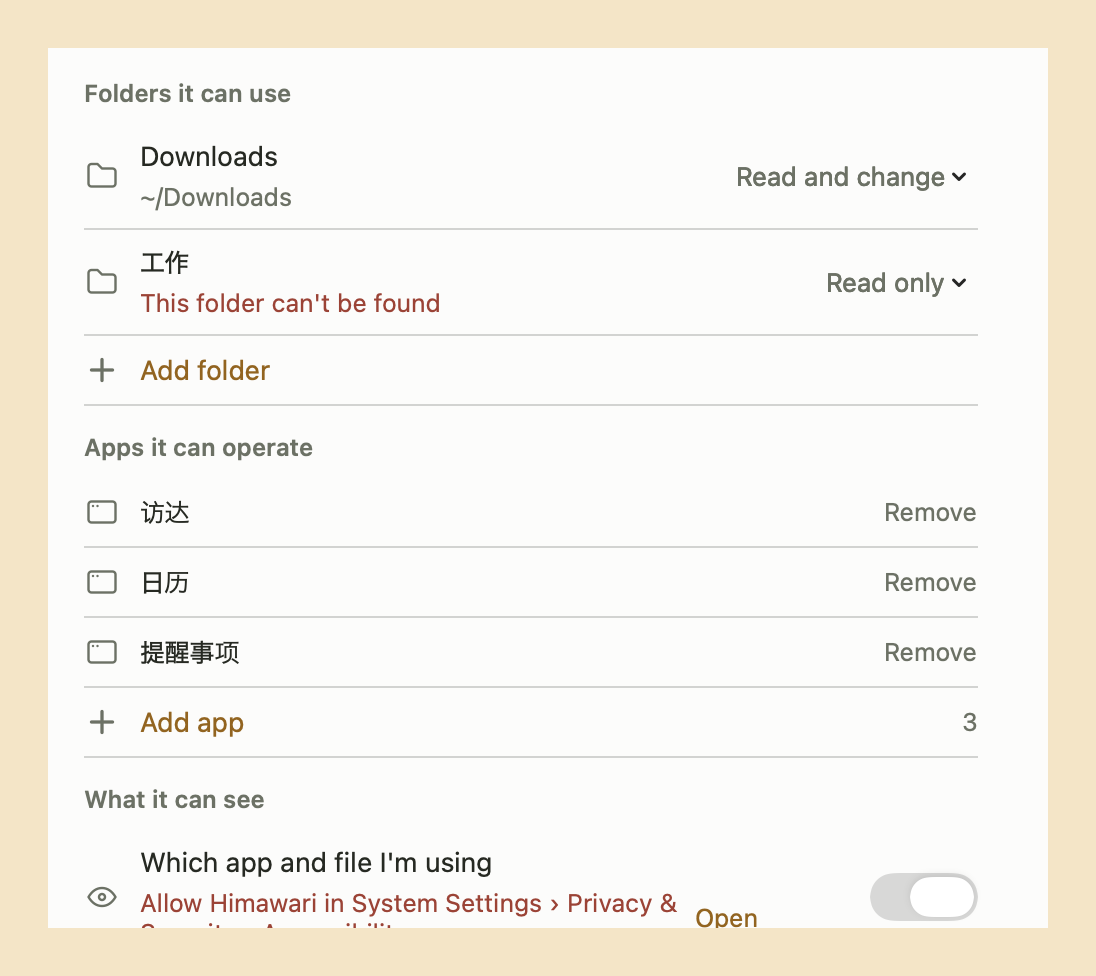 Folders it can use
Downloads
~/Downloads
Read and change
工作
This folder can't be found
Read only
Add folder
Apps it can operate
访达
Remove
日历
Remove
提醒事项
Remove
Add app
3
What it can see
Which app and file I'm using
Allow Himawari in System Settings › Privacy &
Open